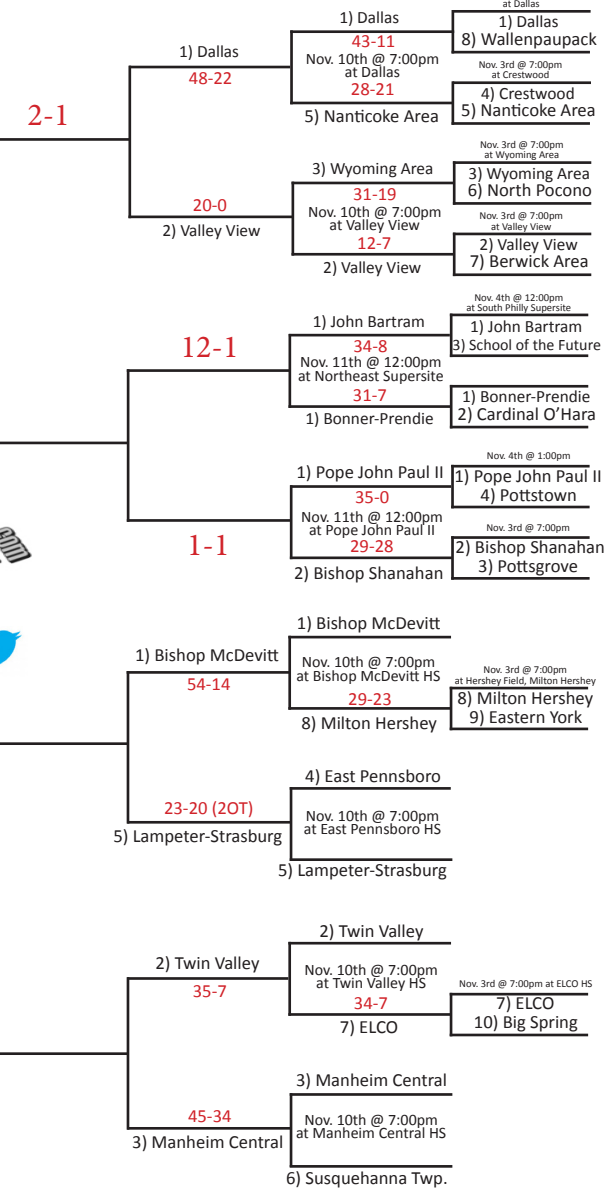 at Dallas
1) Dallas
8) Wallenpaupack
1) Dallas
43-11
Nov. 10th @ 7:00pm
at Dallas
28-21
5) Nanticoke Area
Nov. 3rd @ 7:00pm
at Crestwood
4) Crestwood
5) Nanticoke Area
1) Dallas
48-22
2-1
20-0
2) Valley View
3) Wyoming Area
31-19
Nov. 10th @ 7:00pm
at Valley View
12-7
2) Valley View
Nov. 3rd @ 7:00pm
at Wyoming Area
3) Wyoming Area
6) North Pocono
Nov. 3rd @ 7:00pm
at Valley View
2) Valley View
7) Berwick Area
Nov. 4th @ 12:00pm
at South Philly Supersite
1) John Bartram
3) School of the Future
1) John Bartram
34-8
Nov. 11th @ 12:00pm
at Northeast Supersite
31-7
1) Bonner-Prendie
1) Bonner-Prendie
2) Cardinal O'Hara
12-1
1-1
1) Pope John Paul II
35-0
Nov. 11th @ 12:00pm
at Pope John Paul II
29-28
2) Bishop Shanahan
Nov. 4th @ 1:00pm
1) Pope John Paul II
4) Pottstown
Nov. 3rd @ 7:00pm
2) Bishop Shanahan
3) Pottsgrove
com
1) Bishop McDevitt
54-14
1) Bishop McDevitt
Nov. 10th @ 7:00pm
at Bishop McDevitt HS
29-23
8) Milton Hershey
Nov. 3rd @ 7:00pm
at Hershey Field, Milton Hershey
8) Milton Hershey
9) Eastern York
23-20 (2OT)
5) Lampeter-Strasburg
4) East Pennsboro
Nov. 10th @ 7:00pm
at East Pennsboro HS
5) Lampeter-Strasburg
2) Twin Valley
35-7
2) Twin Valley
Nov. 10th @ 7:00pm
at Twin Valley HS
34-7
7) ELCO
Nov. 3rd @ 7:00pm at ELCO HS
7) ELCO
10) Big Spring
45-34
3) Manheim Central
3) Manheim Central
Nov. 10th @ 7:00pm
at Manheim Central HS
6) Susquehanna Twp.